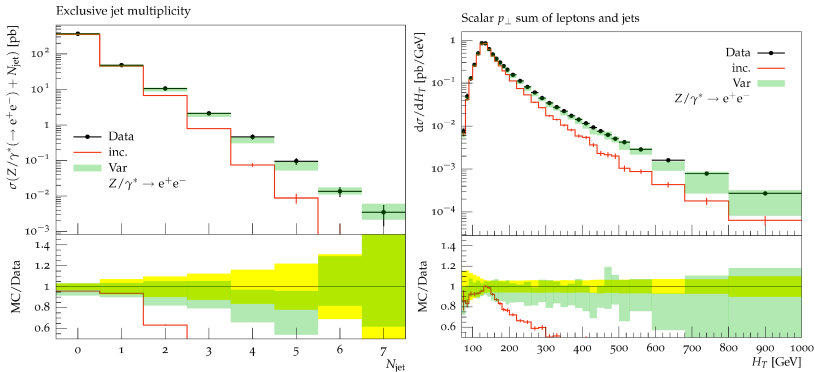 Exclusive jet multiplicity
σ(Z/γ*(→ e⁺e⁻) + N_jet) [pb]
10²
10¹
1
10⁻¹
10⁻²
10⁻³
Data
inc.
Var
Z/γ* → e⁺e⁻
MC/Data
1.4
1.2
1
0.8
0.6
0 1 2 3 4 5 6 7
N_jet
Scalar p⊥ sum of leptons and jets
dσ/dH_T [pb/GeV]
1
10⁻¹
10⁻²
10⁻³
10⁻⁴
Data
inc.
Var
Z/γ* → e⁺e⁻
MC/Data
1.4
1.2
1
0.8
0.6
100 200 300 400 500 600 700 800 900 1000
H_T [GeV]